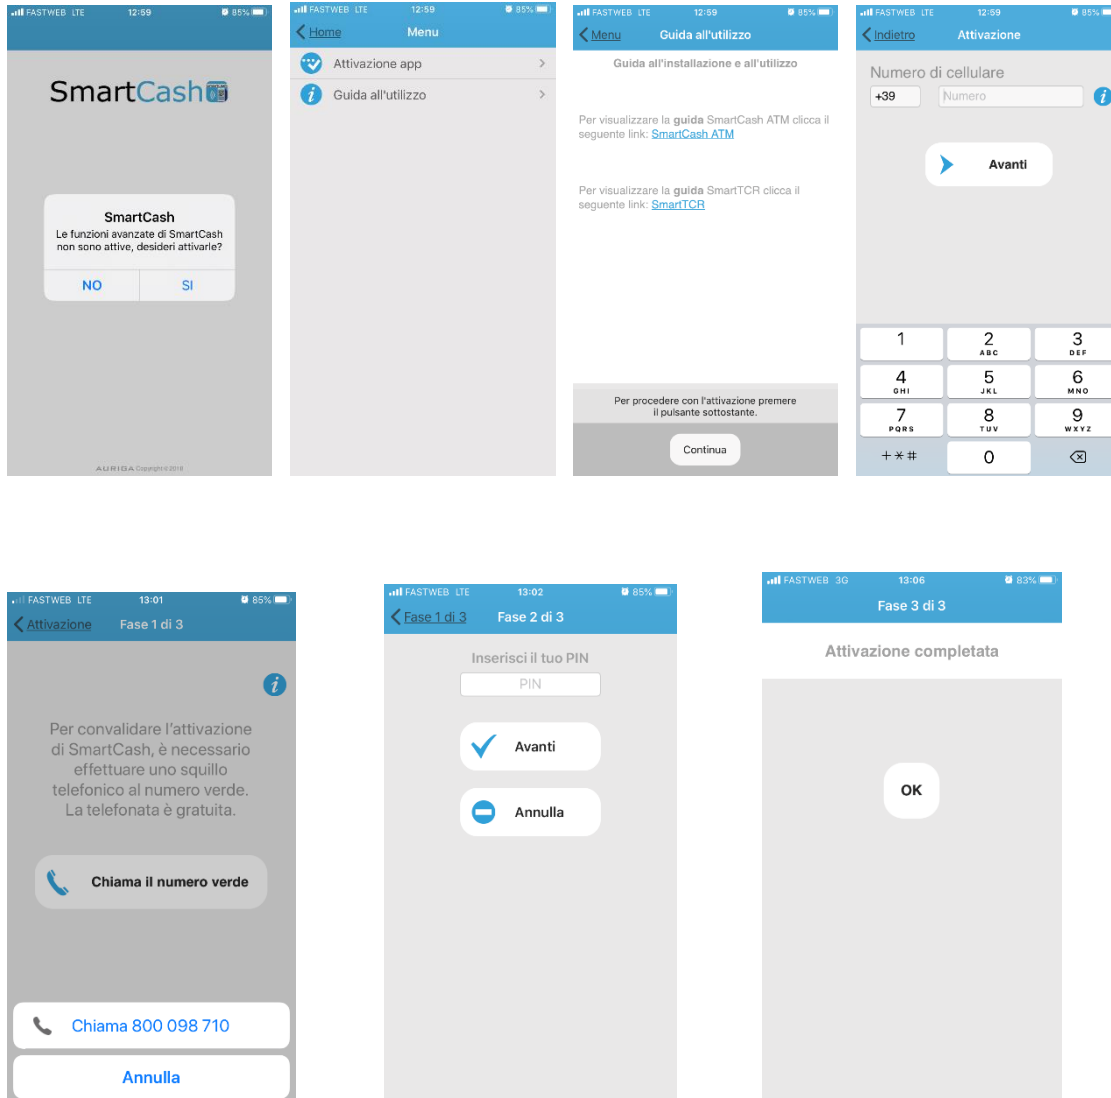 FASTWEB LTE 12:59 85%
SmartCash
SmartCash
Le funzioni avanzate di SmartCash
non sono attive, desideri attivarle?
NO SI
AURIGA Copyright © 2018
FASTWEB LTE 12:59 85%
Home Menu
Attivazione app
Guida all'utilizzo
FASTWEB LTE 12:59 85%
Menu Guida all'utilizzo
Guida all'installazione e all'utilizzo
Per visualizzare la guida SmartCash ATM clicca il
seguente link: SmartCash ATM
Per visualizzare la guida SmartTCR clicca il
seguente link: SmartTCR
Per procedere con l'attivazione premere
il pulsante sottostante.
Continua
FASTWEB LTE 12:59 85%
Indietro Attivazione
Numero di cellulare
+39 Numero
Avanti
1 2 3
ABC DEF
4 5 6
GHI JKL MNO
7 8 9
PQRS TUV WXYZ
+*# 0
FASTWEB LTE 13:01 85%
Attivazione Fase 1 di 3
Per convalidare l'attivazione
di SmartCash, è necessario
effettuare uno squillo
telefonico al numero verde.
La telefonata è gratuita.
Chiama il numero verde
Chiama 800 098 710
Annulla
FASTWEB LTE 13:02 85%
Fase 1 di 3 Fase 2 di 3
Inserisci il tuo PIN
PIN
Avanti
Annulla
FASTWEB 3G 13:06 83%
Fase 3 di 3
Attivazione completata
OK